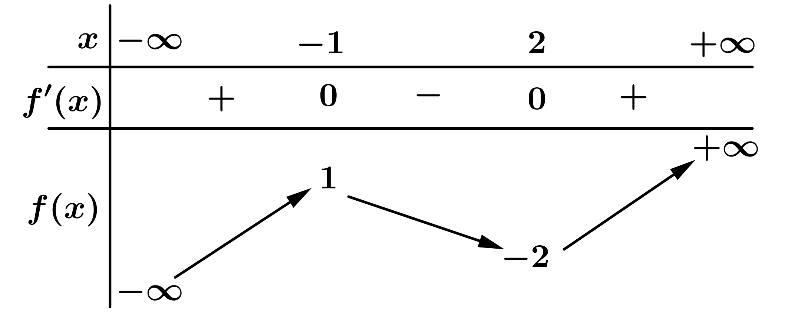 x −∞ −1 2 +∞
f′(x) + 0 − 0 +
+∞
1
f(x)
−2
−∞